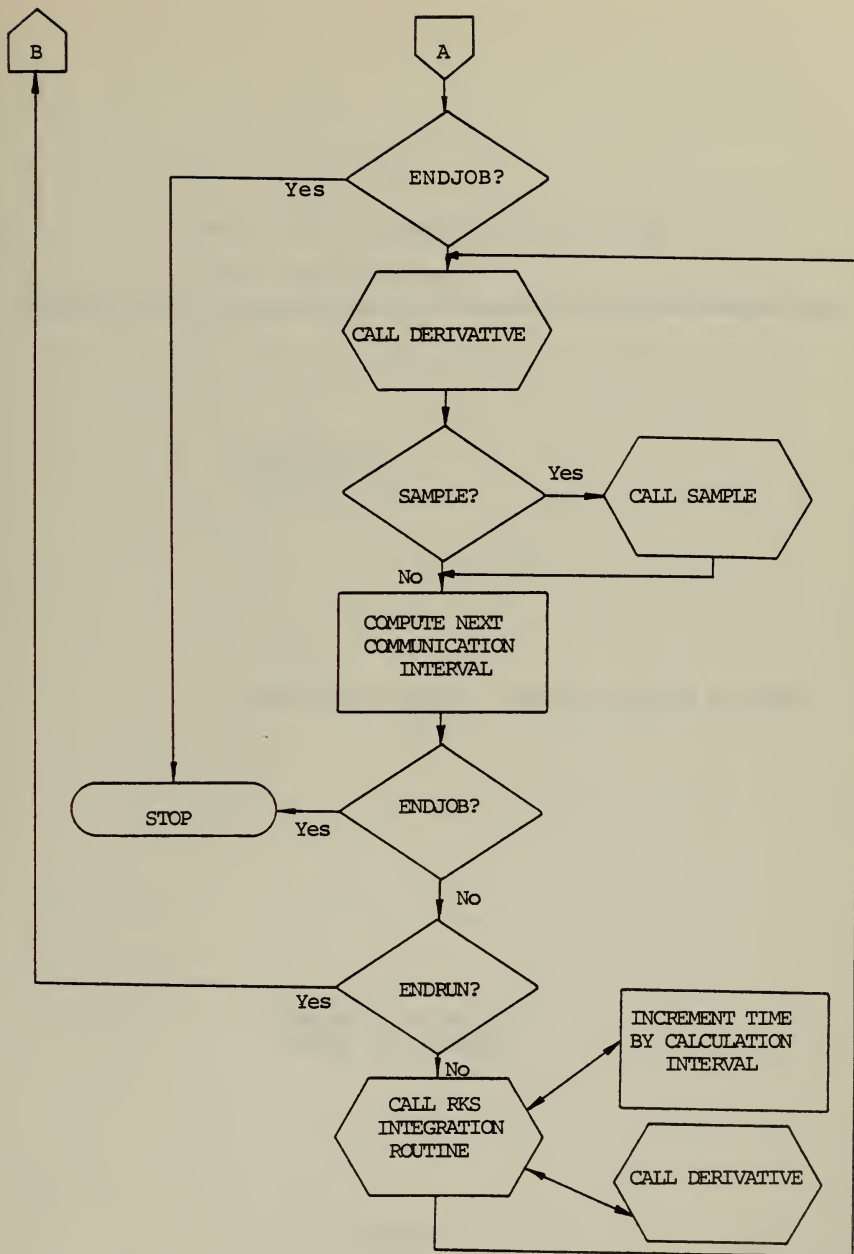 B
A
ENDJOB?
Yes
CALL DERIVATIVE
SAMPLE?
Yes
CALL SAMPLE
No
COMPUTE NEXT
COMMUNICATION
INTERVAL
ENDJOB?
STOP
Yes
No
ENDRUN?
Yes
INCREMENT TIME
BY CALCULATION
INTERVAL
No
CALL RKS
INTEGRATION
ROUTINE
CALL DERIVATIVE